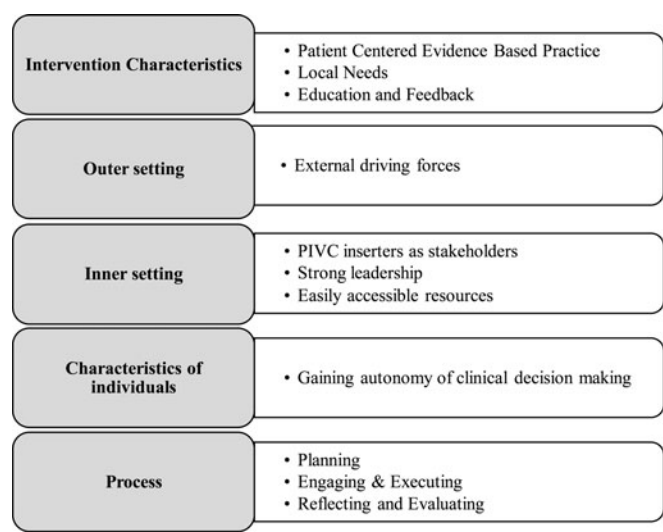 Intervention Characteristics
• Patient Centered Evidence Based Practice
• Local Needs
• Education and Feedback
Outer setting
• External driving forces
Inner setting
• PIVC inserters as stakeholders
• Strong leadership
• Easily accessible resources
Characteristics of
individuals
• Gaining autonomy of clinical decision making
Process
• Planning
• Engaging & Executing
• Reflecting and Evaluating